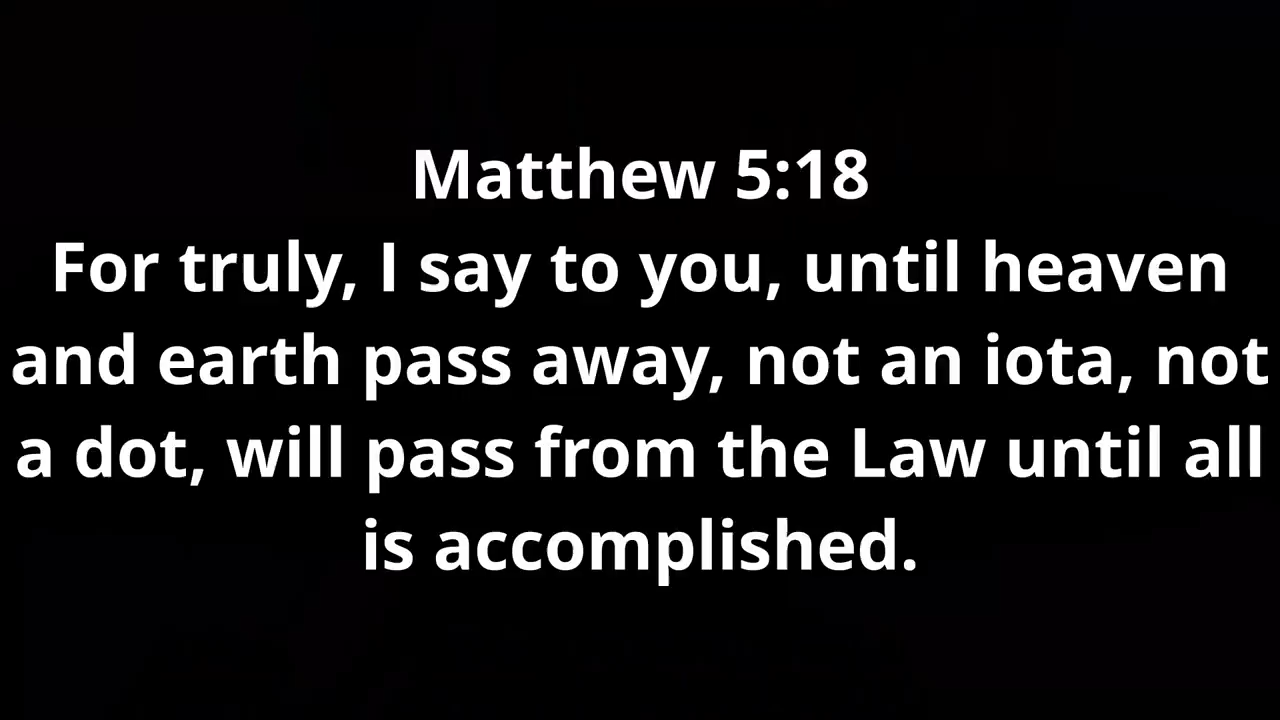 Matthew 5:18
For truly, I say to you, until heaven
and earth pass away, not an iota, not
a dot, will pass from the Law until all
is accomplished.